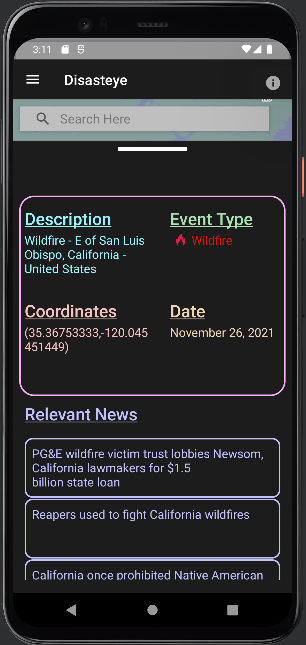 3:11
Disasteye
Search Here
Description
Event Type
Wildfire - E of San Luis
Obispo, California -
United States
Wildfire
Coordinates
Date
(35.36753333,-120.045
451449)
November 26, 2021
Relevant News
PG&E wildfire victim trust lobbies Newsom,
California lawmakers for $1.5
billion state loan
Reapers used to fight California wildfires
California once prohibited Native American